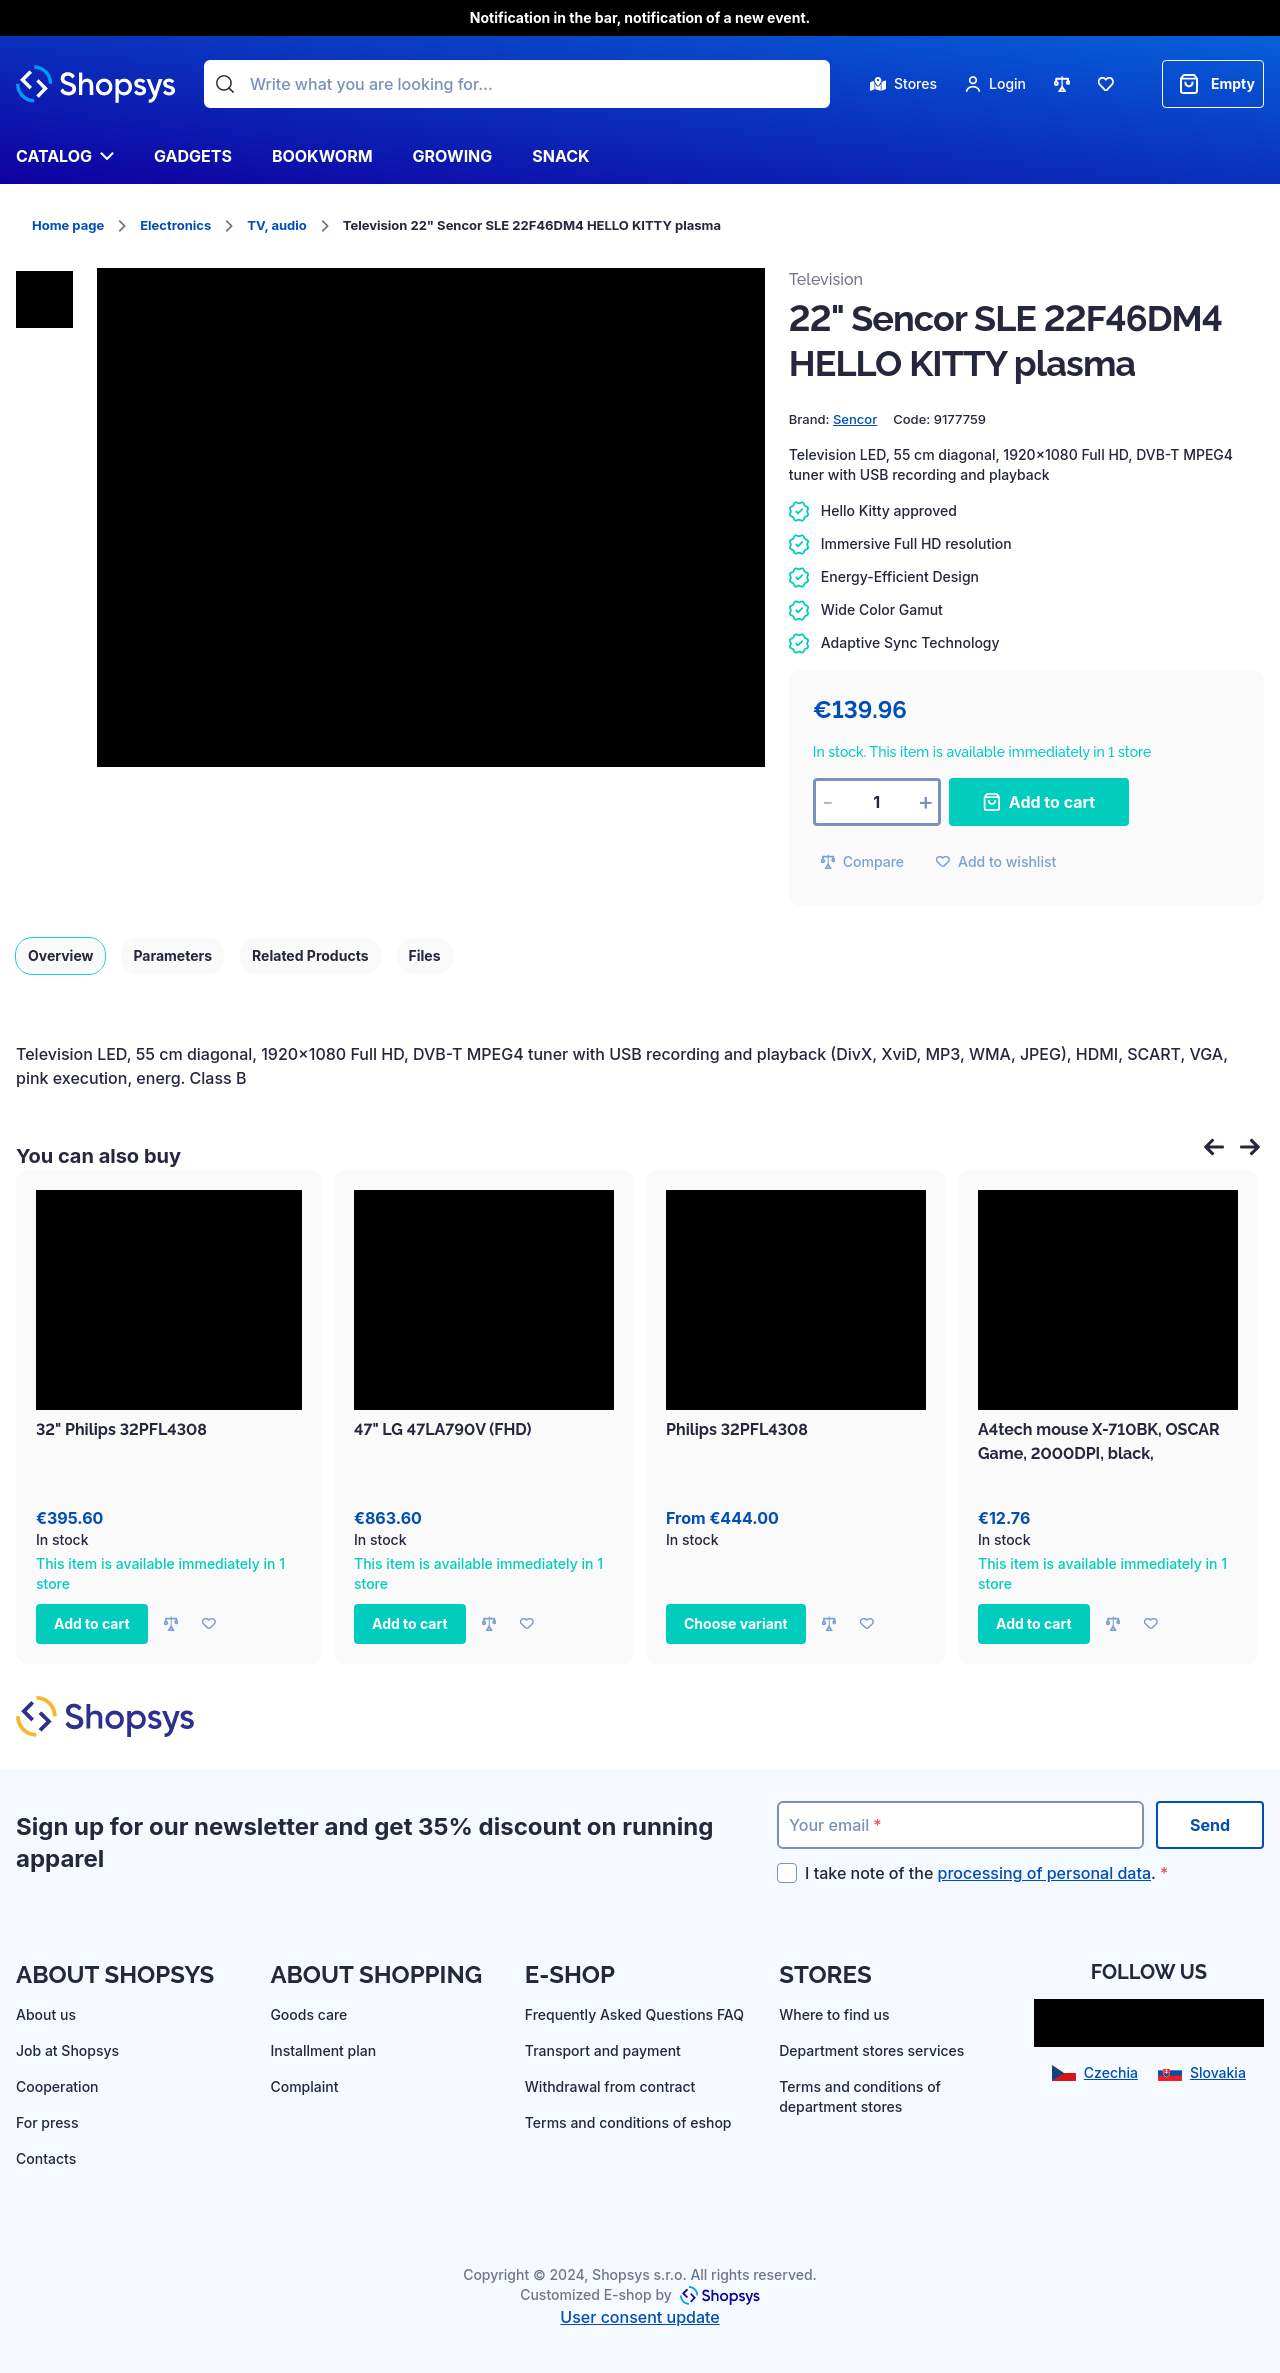 Notification in the bar, notification of a new event.
Shopsys
Write what you are looking for...
Stores
Login
Empty
CATALOG
GADGETS
BOOKWORM
GROWING
SNACK
Home page
Electronics
TV, audio
Television 22" Sencor SLE 22F46DM4 HELLO KITTY plasma
Television
22" Sencor SLE 22F46DM4
HELLO KITTY plasma
Brand: Sencor
Code: 9177759
Television LED, 55 cm diagonal, 1920×1080 Full HD, DVB-T MPEG4
tuner with USB recording and playback
Hello Kitty approved
Immersive Full HD resolution
Energy-Efficient Design
Wide Color Gamut
Adaptive Sync Technology
€139.96
In stock. This item is available immediately in 1 store
- 1 +
Add to cart
Compare
Add to wishlist
Overview
Parameters
Related Products
Files
Television LED, 55 cm diagonal, 1920×1080 Full HD, DVB-T MPEG4 tuner with USB recording and playback (DivX, XviD, MP3, WMA, JPEG), HDMI, SCART, VGA,
pink execution, energ. Class B
You can also buy
32" Philips 32PFL4308
€395.60
In stock
This item is available immediately in 1
store
Add to cart
47" LG 47LA790V (FHD)
€863.60
In stock
This item is available immediately in 1
store
Add to cart
Philips 32PFL4308
From €444.00
In stock
Choose variant
A4tech mouse X-710BK, OSCAR
Game, 2000DPI, black,
€12.76
In stock
This item is available immediately in 1
store
Add to cart
Shopsys
Sign up for our newsletter and get 35% discount on running
apparel
Your email *
Send
I take note of the processing of personal data. *
ABOUT SHOPSYS
About us
Job at Shopsys
Cooperation
For press
Contacts
ABOUT SHOPPING
Goods care
Installment plan
Complaint
E-SHOP
Frequently Asked Questions FAQ
Transport and payment
Withdrawal from contract
Terms and conditions of eshop
STORES
Where to find us
Department stores services
Terms and conditions of
department stores
FOLLOW US
Czechia
Slovakia
Copyright © 2024, Shopsys s.r.o. All rights reserved.
Customized E-shop by Shopsys
User consent update